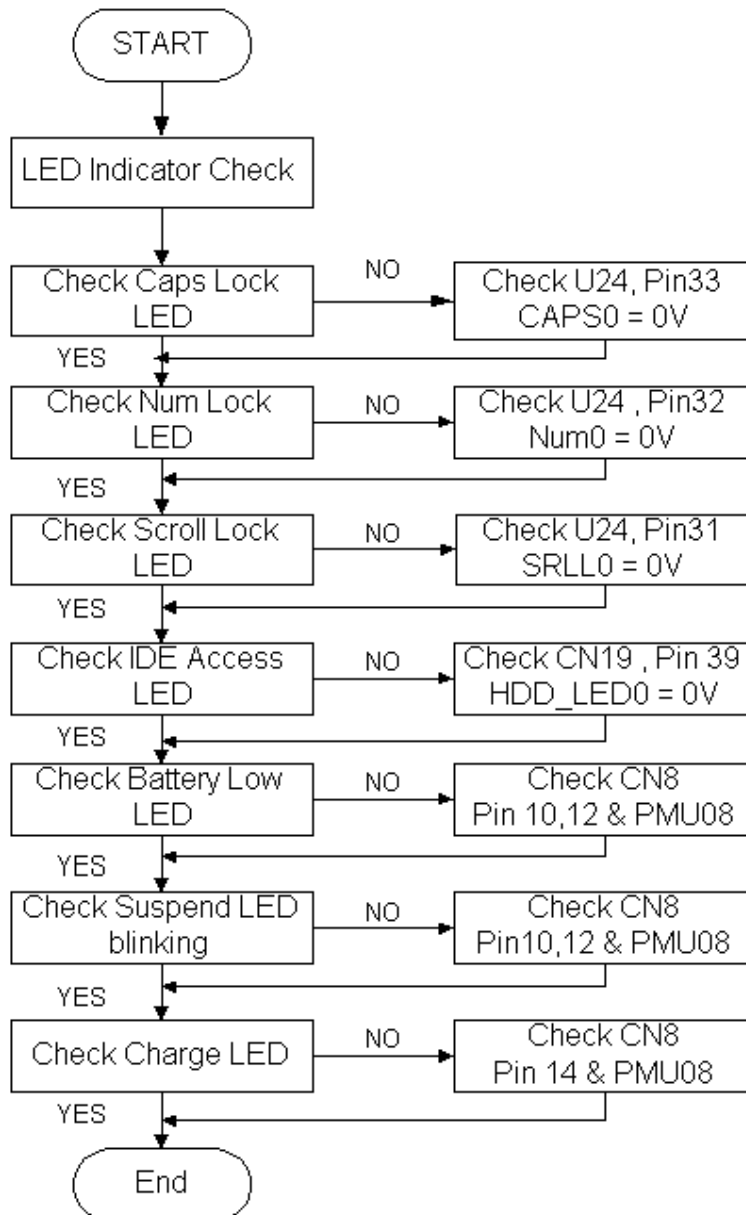 START
LED Indicator Check
Check Caps Lock
LED
NO
Check U24, Pin33
CAPS0 = 0V
YES
Check Num Lock
LED
NO
Check U24 , Pin32
Num0 = 0V
YES
Check Scroll Lock
LED
NO
Check U24, Pin31
SRLL0 = 0V
YES
Check IDE Access
LED
NO
Check CN19 , Pin 39
HDD_LED0 = 0V
YES
Check Battery Low
LED
NO
Check CN8
Pin 10,12 & PMU08
YES
Check Suspend LED
blinking
NO
Check CN8
Pin10,12 & PMU08
YES
Check Charge LED
NO
Check CN8
Pin 14 & PMU08
YES
End